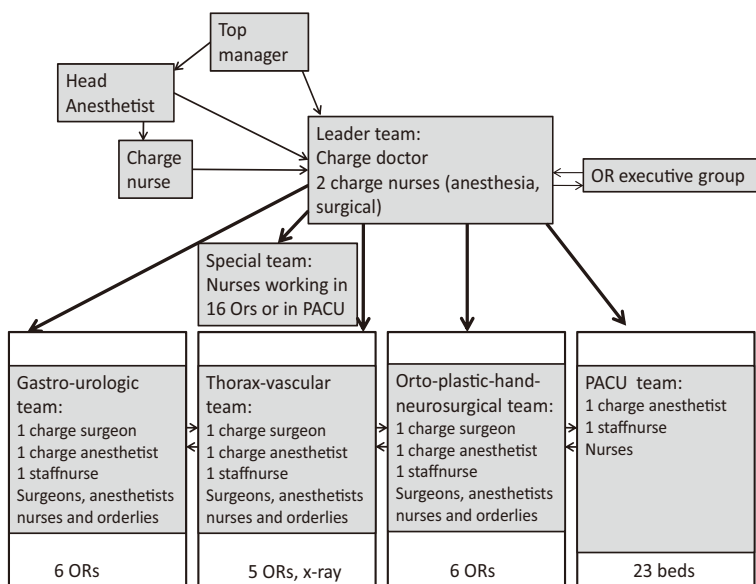 Top
manager
Head
Anesthetist
Charge
nurse
Leader team:
Charge doctor
2 charge nurses (anesthesia,
surgical)
OR executive group
Special team:
Nurses working in
16 Ors or in PACU
Gastro-urologic
team:
1 charge surgeon
1 charge anesthetist
1 staffnurse
Surgeons, anesthetists
nurses and orderlies
6 ORs
Thorax-vascular
team:
1 charge surgeon
1 charge anesthetist
1 staffnurse
Surgeons, anesthetists
nurses and orderlies
5 ORs, x-ray
Orto-plastic-hand-
neurosurgical team:
1 charge surgeon
1 charge anesthetist
1 staffnurse
Surgeons, anesthetists
nurses and orderlies
6 ORs
PACU team:
1 charge anesthetist
1 staffnurse
Nurses
23 beds